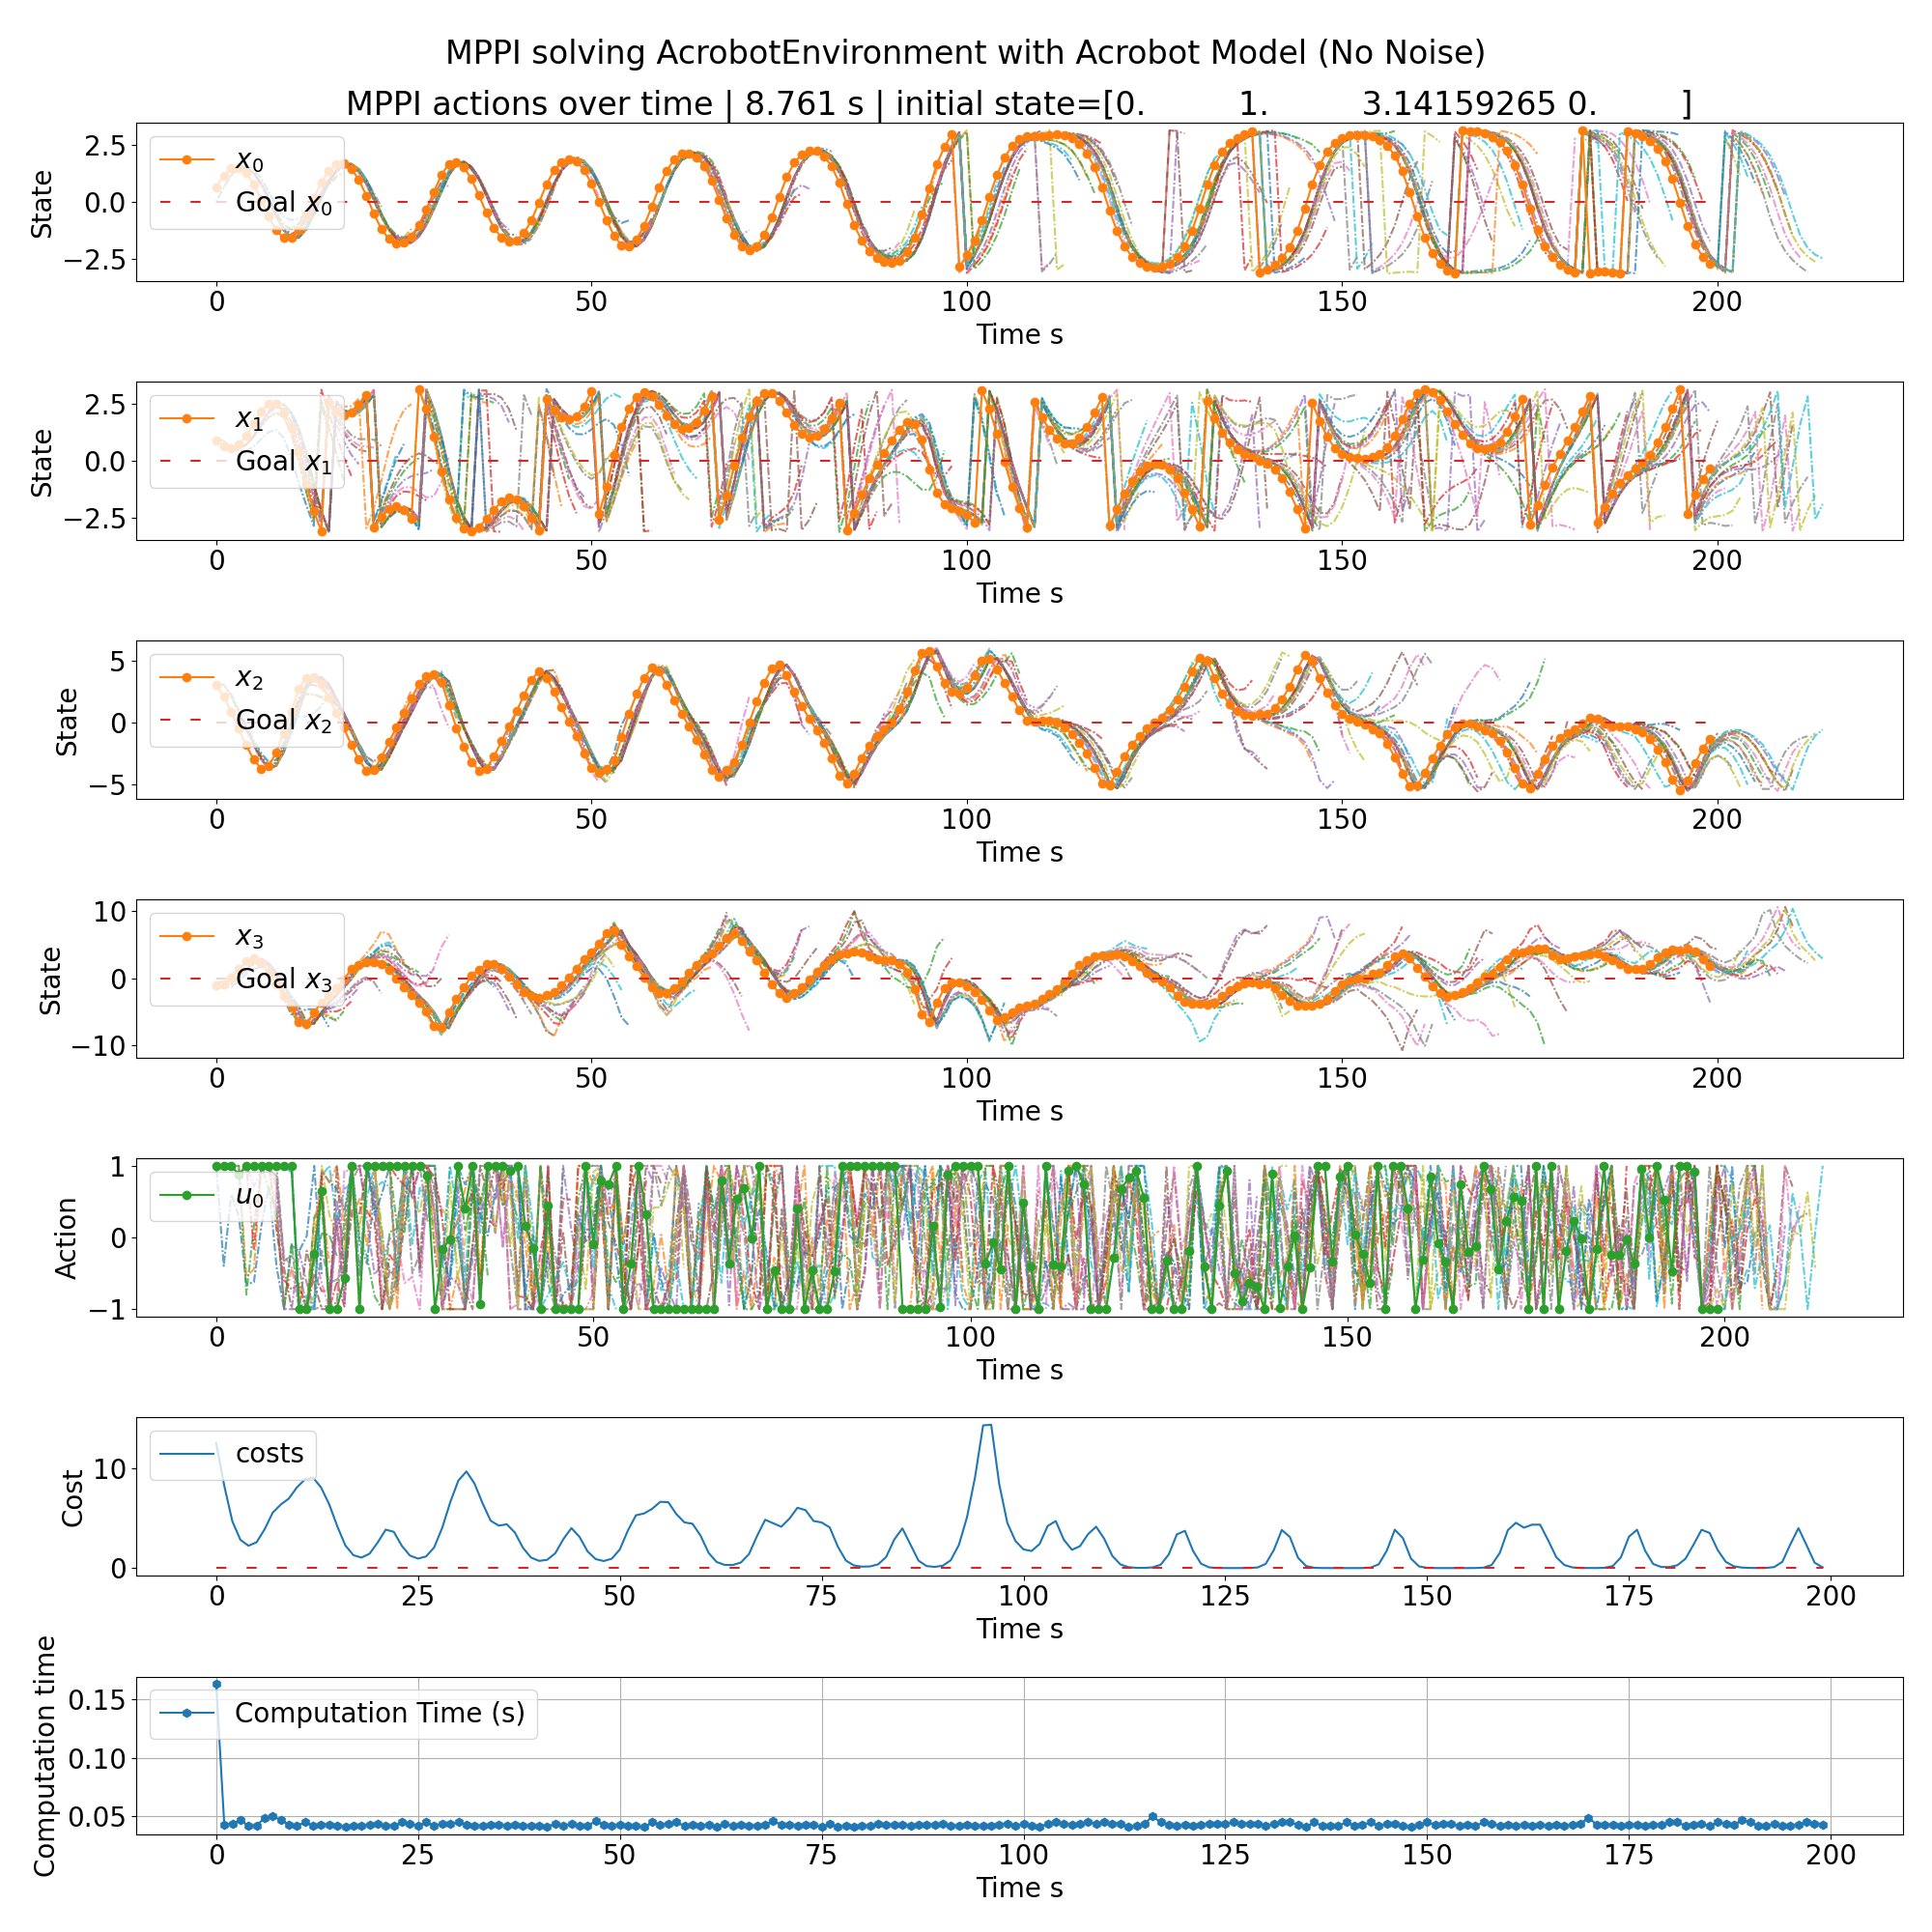 MPPI solving AcrobotEnvironment with Acrobot Model (No Noise)
MPPI actions over time | 8.761 s | initial state=[0. 1. 3.14159265 0. ]
State
2.5
0.0
−2.5
x0
Goal x0
0 50 100 150 200
Time s
State
2.5
0.0
−2.5
x1
Goal x1
0 50 100 150 200
Time s
State
5
0
−5
x2
Goal x2
0 50 100 150 200
Time s
State
10
0
−10
x3
Goal x3
0 50 100 150 200
Time s
Action
1
0
−1
u0
0 50 100 150 200
Time s
Cost
10
0
costs
0 25 50 75 100 125 150 175 200
Time s
Computation time
0.15
0.10
0.05
Computation Time (s)
0 25 50 75 100 125 150 175 200
Time s